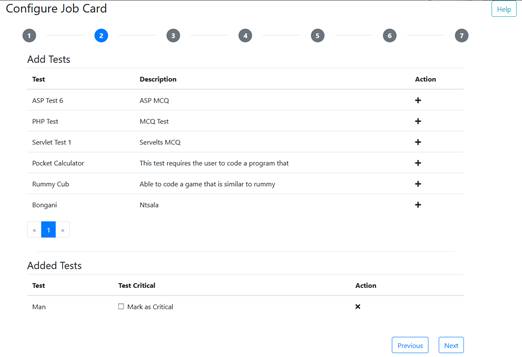 Configure Job Card
Help
1 2 3 4 5 6 7
Add Tests
Test Description Action
ASP Test 6 ASP MCQ +
PHP Test MCQ Test +
Servlet Test 1 Servelts MCQ +
Pocket Calculator This test requires the user to code a program that +
Rummy Cub Able to code a game that is similar to rummy +
Bongani Ntsala +
« 1 »
Added Tests
Test Test Critical Action
Man Mark as Critical ×
Previous Next